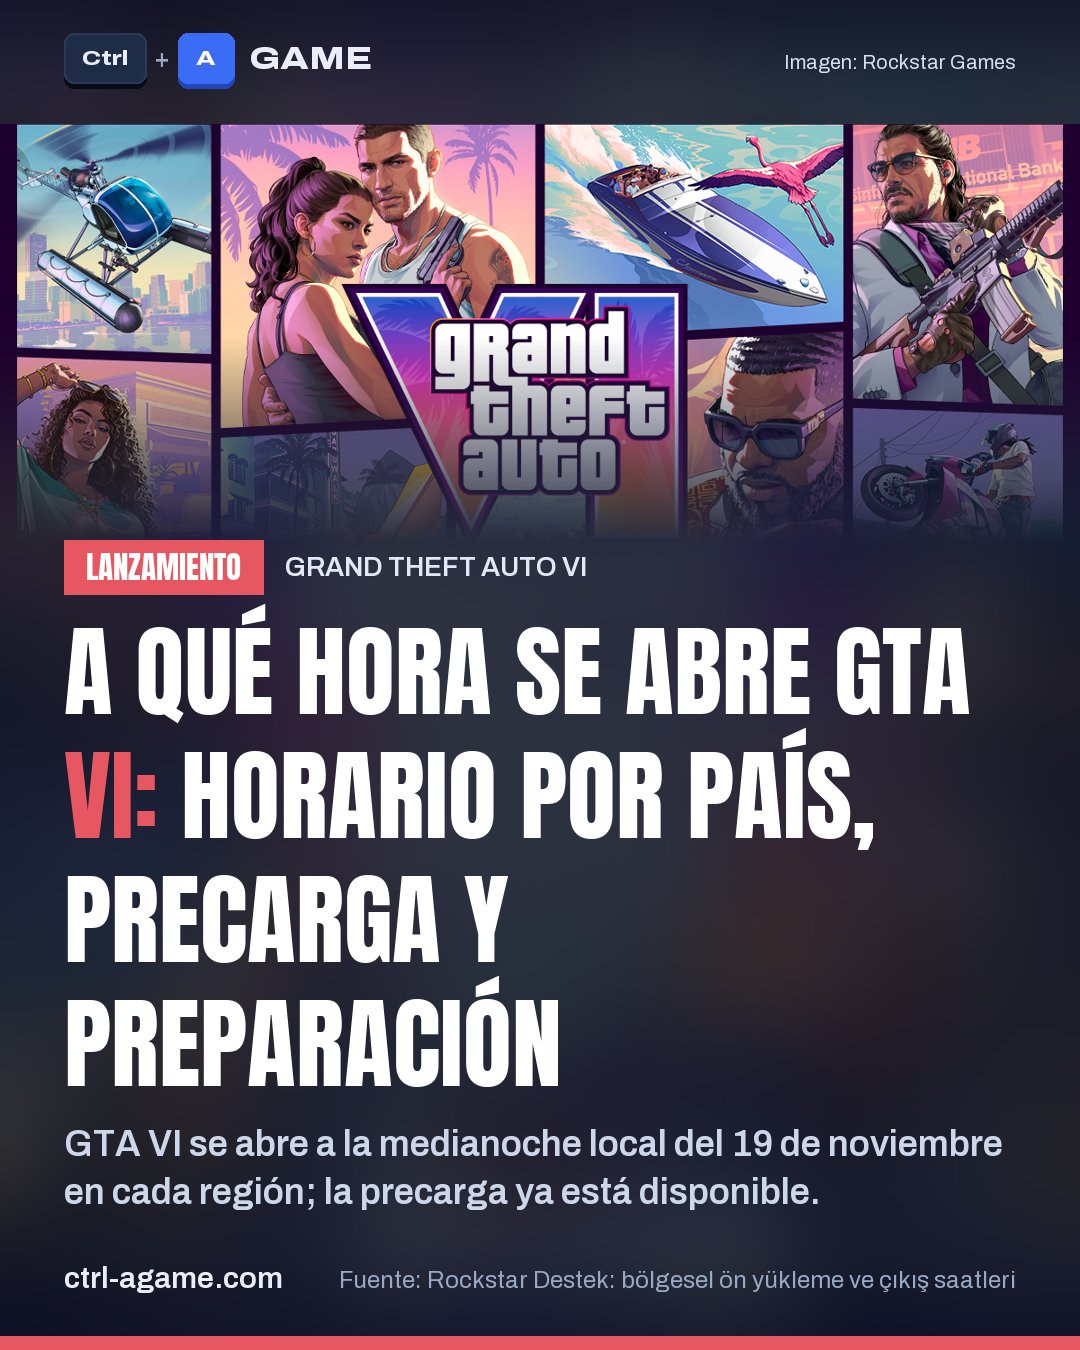 Ctrl + A GAME
Imagen: Rockstar Games
grand
theft
auto
LANZAMIENTO
GRAND THEFT AUTO VI
A QUÉ HORA SE ABRE GTA
VI: HORARIO POR PAÍS,
PRECARGA Y
PREPARACIÓN
GTA VI se abre a la medianoche local del 19 de noviembre
en cada región; la precarga ya está disponible.
ctrl-agame.com
Fuente: Rockstar Destek: bölgesel ön yükleme ve çıkış saatleri